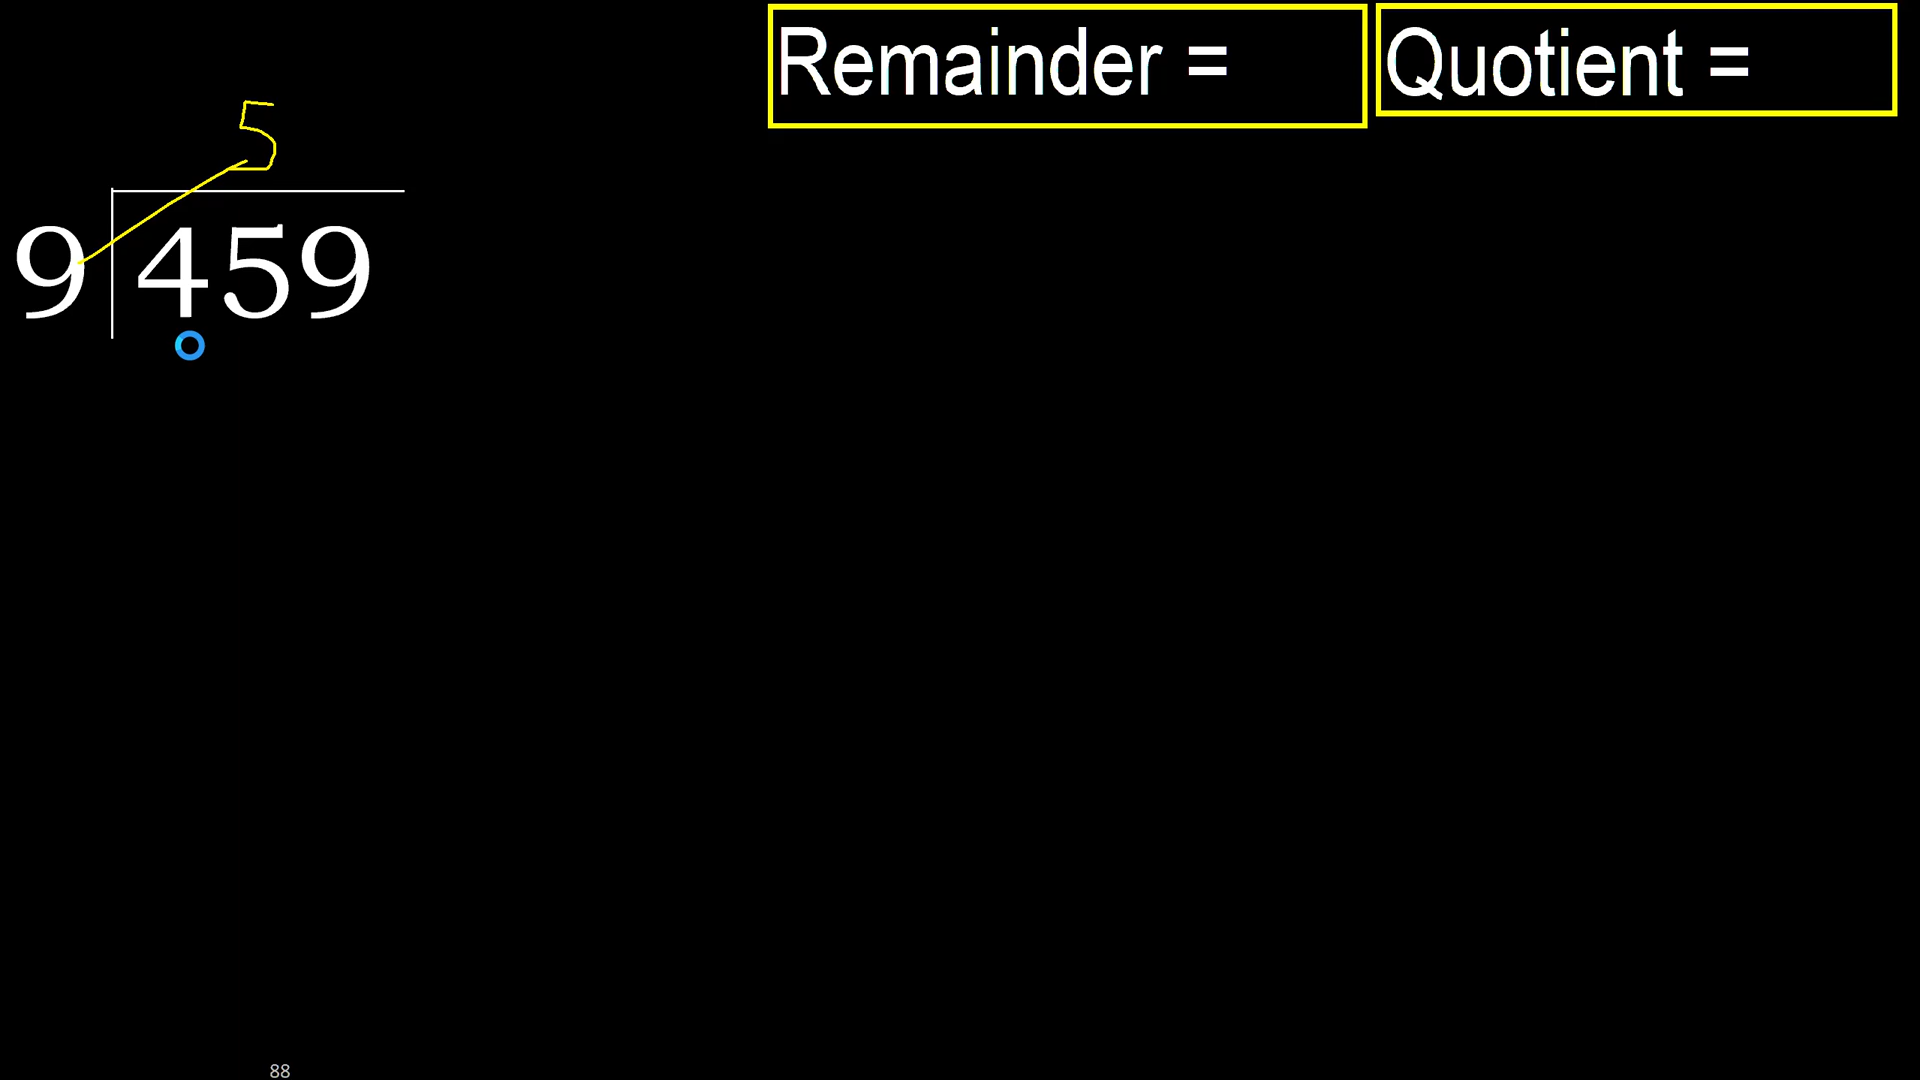 Remainder =
Quotient =
5
9 459
88